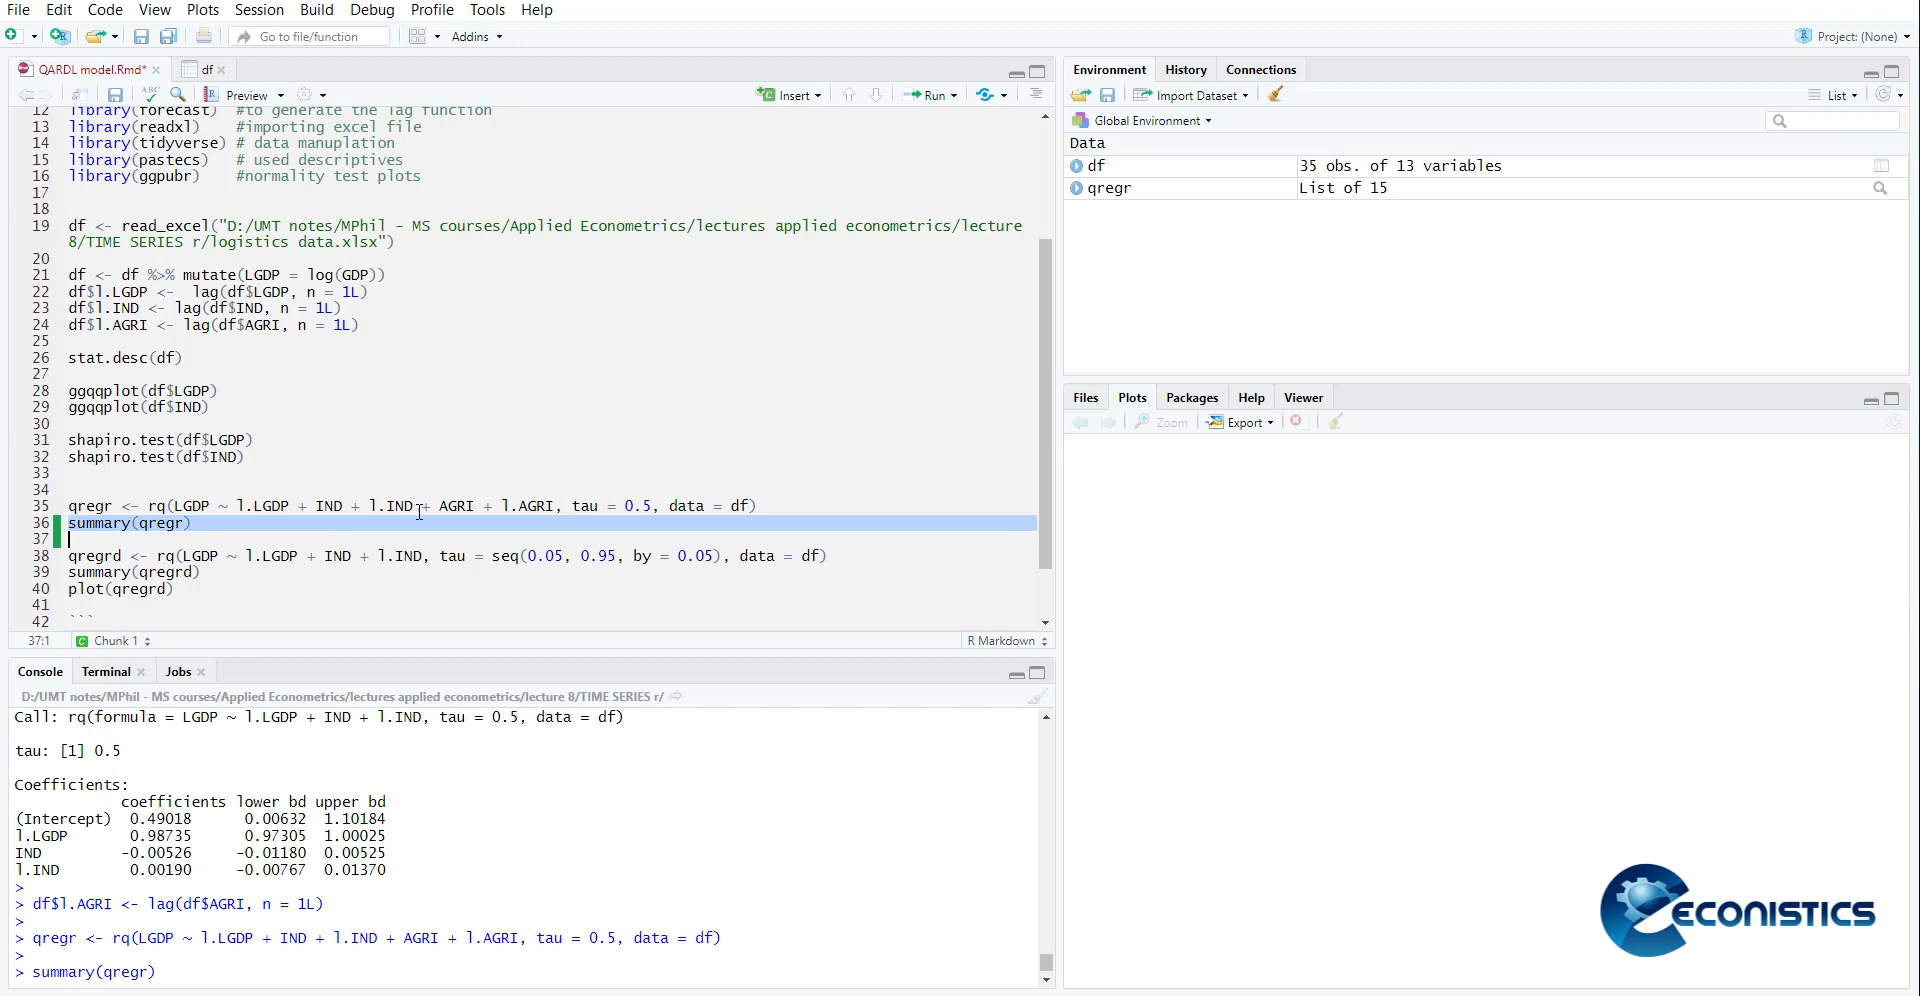 File Edit Code View Plots Session Build Debug Profile Tools Help
Go to file/function Addins Project: (None)
QARDL model.Rmd* df
ABC Preview Insert Run
12 library(forecast) #to generate the lag function
13 library(readxl) #importing excel file
14 library(tidyverse) # data manuplation
15 library(pastecs) # used descriptives
16 library(ggpubr) #normality test plots
17
18
19 df <- read_excel("D:/UMT notes/MPhil - MS courses/Applied Econometrics/lectures applied econometrics/lecture
8/TIME SERIES r/logistics data.xlsx")
20
21 df <- df %>% mutate(LGDP = log(GDP))
22 df$l.LGDP <-  lag(df$LGDP, n = 1L)
23 df$l.IND <- lag(df$IND, n = 1L)
24 df$l.AGRI <- lag(df$AGRI, n = 1L)
25
26 stat.desc(df)
27
28 ggqqplot(df$LGDP)
29 ggqqplot(df$IND)
30
31 shapiro.test(df$LGDP)
32 shapiro.test(df$IND)
33
34
35 qregr <- rq(LGDP ~ l.LGDP + IND + l.IND + AGRI + l.AGRI, tau = 0.5, data = df)
36 summary(qregr)
37
38 qregrd <- rq(LGDP ~ l.LGDP + IND + l.IND, tau = seq(0.05, 0.95, by = 0.05), data = df)
39 summary(qregrd)
40 plot(qregrd)
41
42 ```
37:1 Chunk 1 R Markdown
Console Terminal Jobs
D:/UMT notes/MPhil - MS courses/Applied Econometrics/lectures applied econometrics/lecture 8/TIME SERIES r/
Call: rq(formula = LGDP ~ l.LGDP + IND + l.IND, tau = 0.5, data = df)
tau: [1] 0.5
Coefficients:
coefficients lower bd upper bd
(Intercept) 0.49018 0.00632 1.10184
l.LGDP 0.98735 0.97305 1.00025
IND -0.00526 -0.01180 0.00525
l.IND 0.00190 -0.00767 0.01370
>
> df$l.AGRI <- lag(df$AGRI, n = 1L)
>
> qregr <- rq(LGDP ~ l.LGDP + IND + l.IND + AGRI + l.AGRI, tau = 0.5, data = df)
>
> summary(qregr)
Environment History Connections
Import Dataset List
Global Environment
Data
df 35 obs. of 13 variables
qregr List of 15
Files Plots Packages Help Viewer
Zoom Export
ECONISTICS